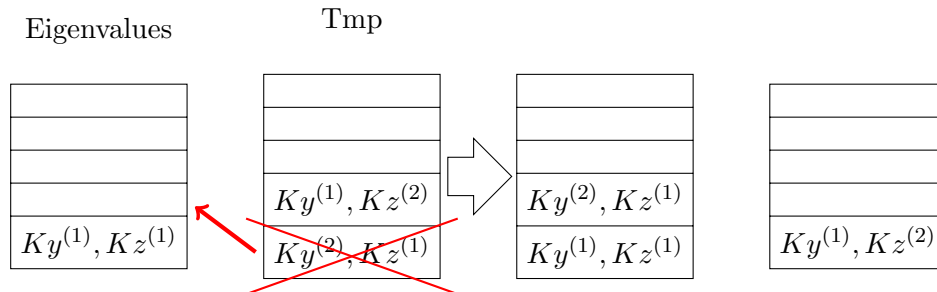 Eigenvalues
Tmp
Ky^{(1)}, Kz^{(1)}
Ky^{(1)}, Kz^{(2)}
Ky^{(2)}, Kz^{(1)}
Ky^{(2)}, Kz^{(1)}
Ky^{(1)}, Kz^{(1)}
Ky^{(1)}, Kz^{(2)}